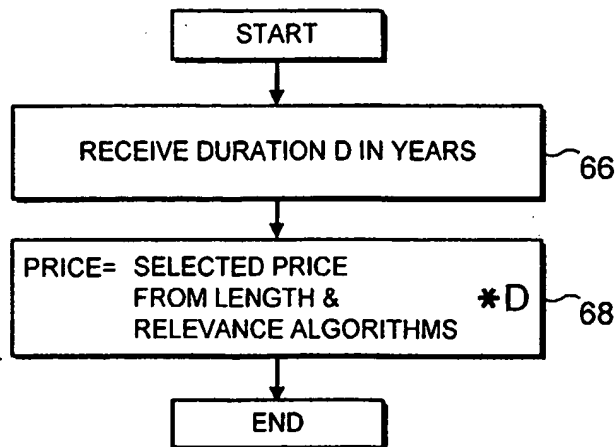 START
RECEIVE DURATION D IN YEARS
66
PRICE= SELECTED PRICE
FROM LENGTH & *D
RELEVANCE ALGORITHMS
68
END